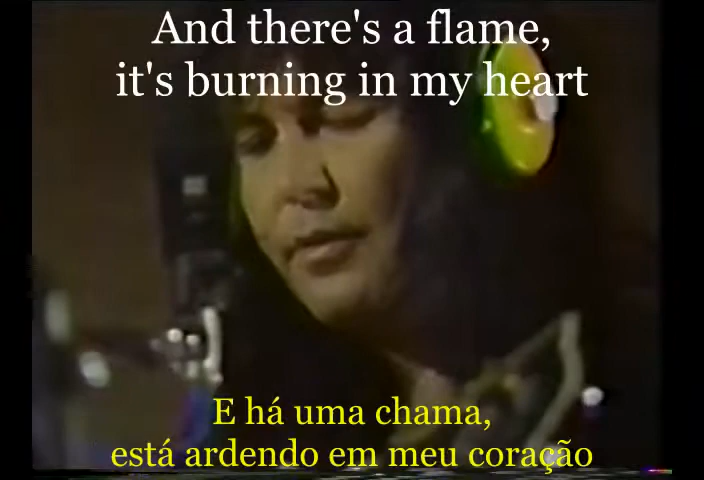 And there's a flame,
it's burning in my heart
E há uma chama,
está ardendo em meu coração